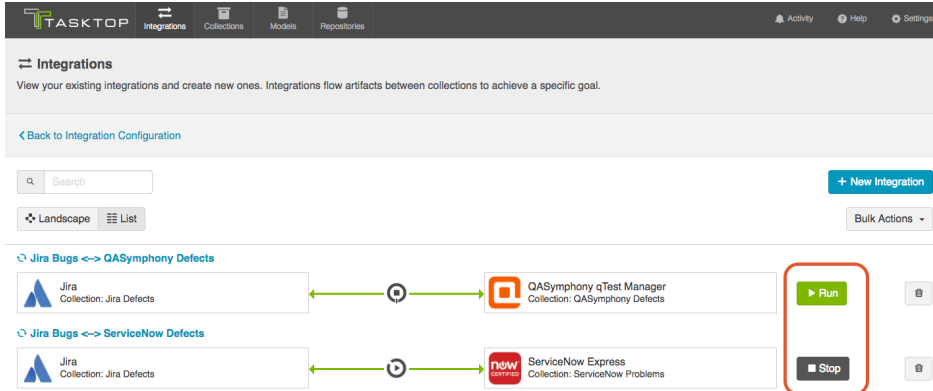 TASKTOP
Integrations
Collections
Models
Repositories
Activity
Help
Settings
Integrations
View your existing integrations and create new ones. Integrations flow artifacts between collections to achieve a specific goal.
Back to Integration Configuration
Search
+ New Integration
Landscape
List
Bulk Actions
Jira Bugs <--> QASymphony Defects
Jira
Collection: Jira Defects
QASymphony qTest Manager
Collection: QASymphony Defects
Run
Jira Bugs <--> ServiceNow Defects
Jira
Collection: Jira Defects
now
CERTIFIED
ServiceNow Express
Collection: ServiceNow Problems
Stop